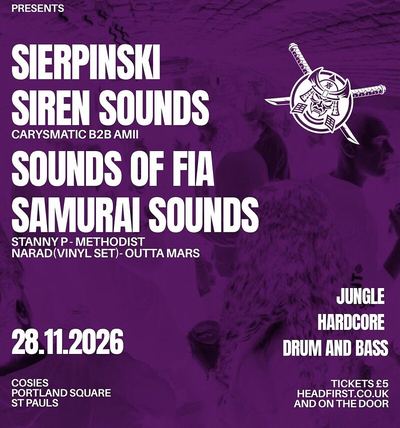 PRESENTS
SIERPINSKI
SIREN SOUNDS
CARYSMATIC B2B AMII
SOUNDS OF FIA
SAMURAI SOUNDS
STANNY P - METHODIST
NARAD(VINYL SET)- OUTTA MARS
JUNGLE
HARDCORE
DRUM AND BASS
28.11.2026
COSIES
PORTLAND SQUARE
ST PAULS
TICKETS £5
HEADFIRST.CO.UK
AND ON THE DOOR